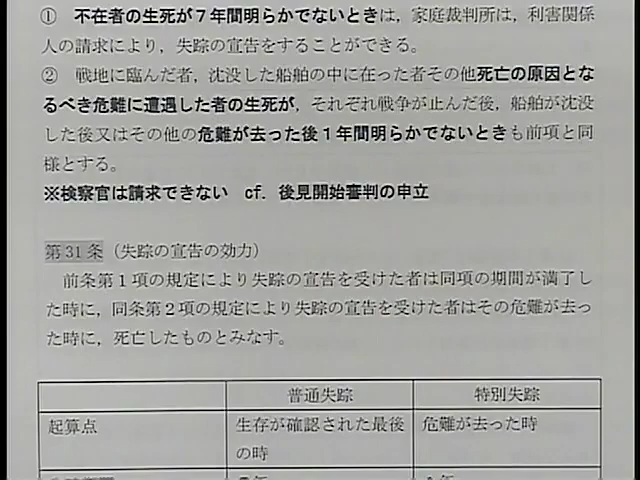 ① 不在者の生死が７年間明らかでないときは，家庭裁判所は，利害関係
人の請求により，失踪の宣告をすることができる。
② 戦地に臨んだ者，沈没した船舶の中に在った者その他死亡の原因とな
るべき危難に遭遇した者の生死が，それぞれ戦争が止んだ後，船舶が沈没
した後又はその他の危難が去った後１年間明らかでないときも前項と同
様とする。
※検察官は請求できない cf. 後見開始審判の申立
第31条（失踪の宣告の効力）
前条第１項の規定により失踪の宣告を受けた者は同項の期間が満了し
た時に，同条第２項の規定により失踪の宣告を受けた者はその危難が去っ
た時に，死亡したものとみなす。
普通失踪 特別失踪
起算点 生存が確認された最後 危難が去った時
の時